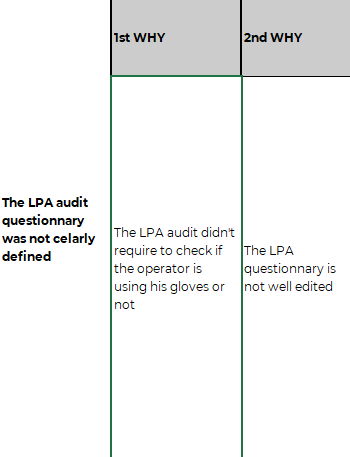 1st WHY
2nd WHY
The LPA audit
questionnary
was not celarly
defined
The LPA audit didn't
require to check if
the operator is
using his gloves or
not
The LPA
questionnary is
not well edited